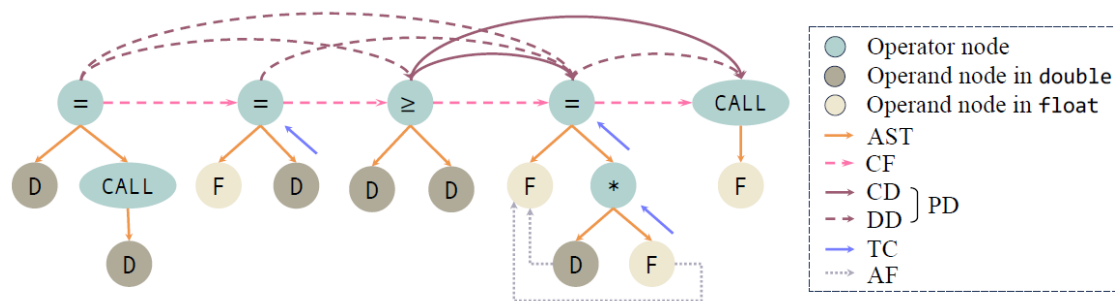 = = ≥ = CALL
D CALL F D D D F * F
D D F
Operator node
Operand node in double
Operand node in float
AST
CF
CD
DD
PD
TC
AF